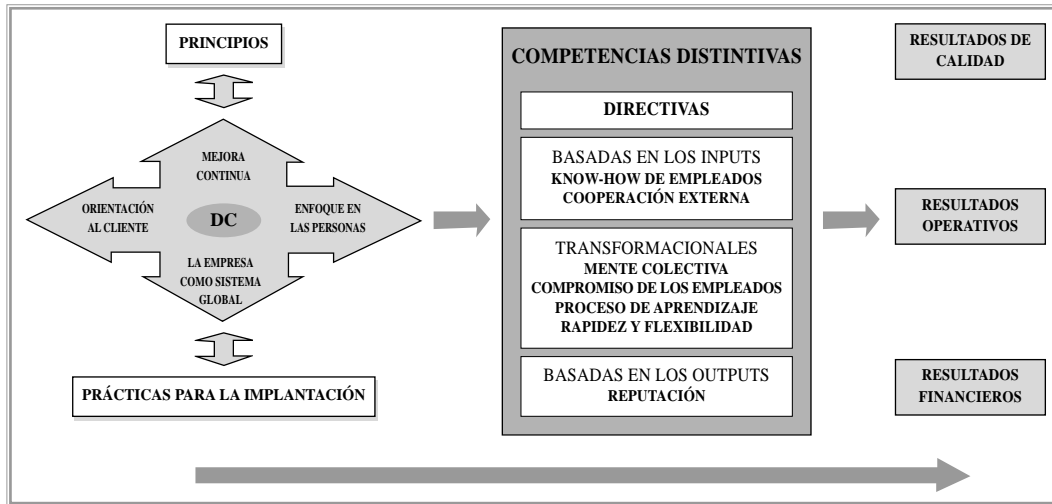 PRINCIPIOS
MEJORA
CONTINUA
ORIENTACIÓN
AL CLIENTE
DC
ENFOQUE EN
LAS PERSONAS
LA EMPRESA
COMO SISTEMA
GLOBAL
PRÁCTICAS PARA LA IMPLANTACIÓN
COMPETENCIAS DISTINTIVAS
DIRECTIVAS
BASADAS EN LOS INPUTS
KNOW-HOW DE EMPLEADOS
COOPERACIÓN EXTERNA
TRANSFORMACIONALES
MENTE COLECTIVA
COMPROMISO DE LOS EMPLEADOS
PROCESO DE APRENDIZAJE
RAPIDEZ Y FLEXIBILIDAD
BASADAS EN LOS OUTPUTS
REPUTACIÓN
RESULTADOS DE
CALIDAD
RESULTADOS
OPERATIVOS
RESULTADOS
FINANCIEROS